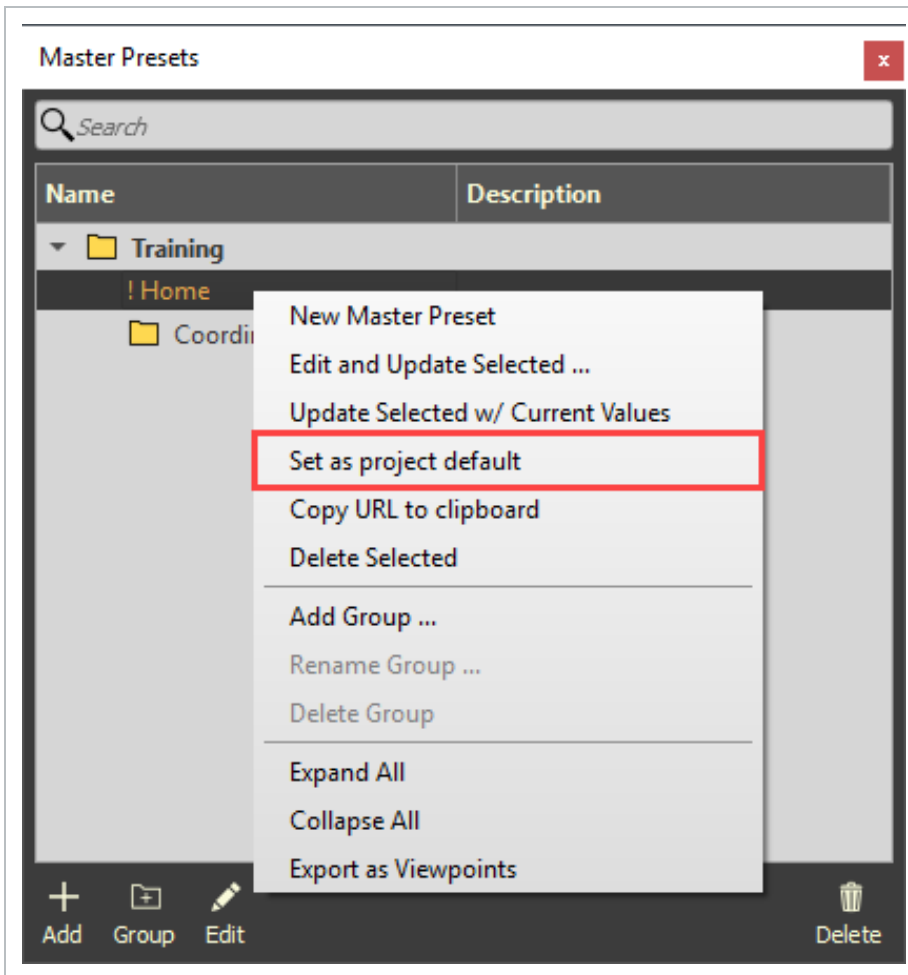 Master Presets
x
Search
Name Description
Training
! Home
New Master Preset
Edit and Update Selected ...
Update Selected w/ Current Values
Set as project default
Copy URL to clipboard
Delete Selected
Add Group ...
Rename Group ...
Delete Group
Expand All
Collapse All
Export as Viewpoints
Add Group Edit Delete